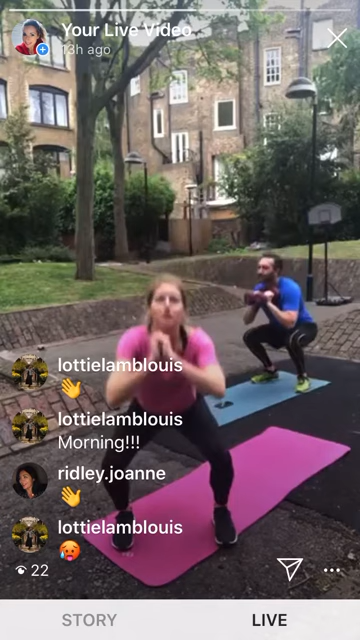 Your Live Video
13h ago
lottielamblouis
👋
lottielamblouis
Morning!!!
ridley.joanne
👋
lottielamblouis
🥵
22
STORY
LIVE